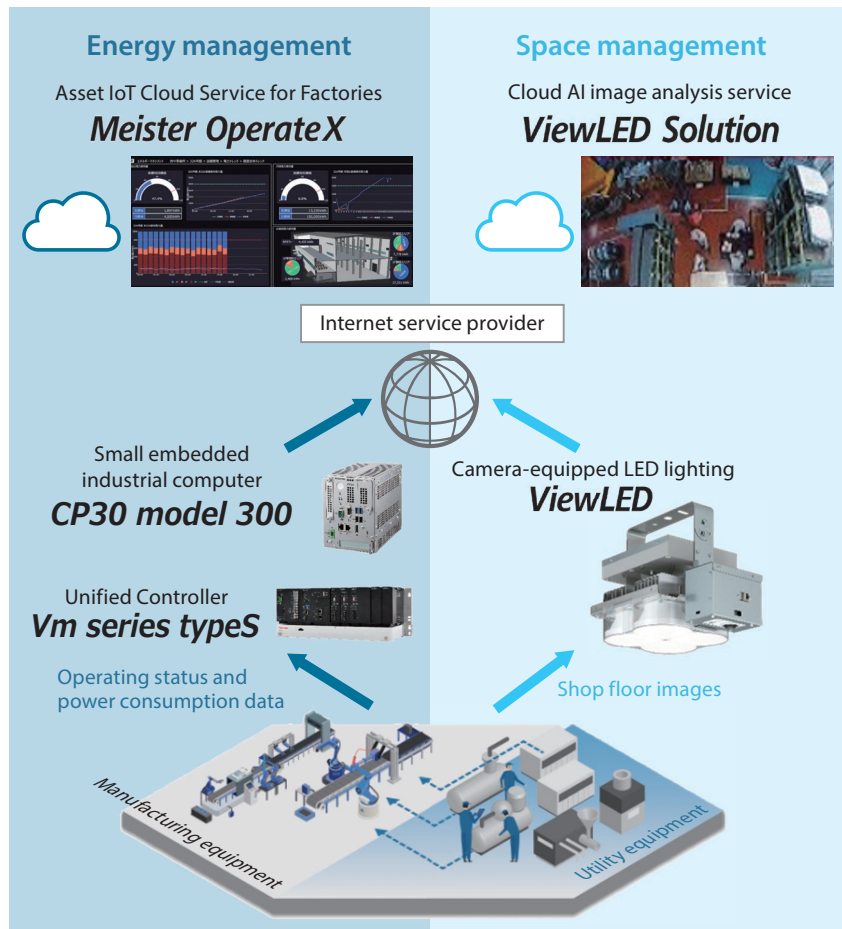 Energy management
Asset IoT Cloud Service for Factories
Meister OperateX
Space management
Cloud AI image analysis service
ViewLED Solution
Internet service provider
Small embedded
industrial computer
CP30 model 300
Camera-equipped LED lighting
ViewLED
Unified Controller
Vm series typeS
Operating status and
power consumption data
Shop floor images
Manufacturing equipment
Utility equipment